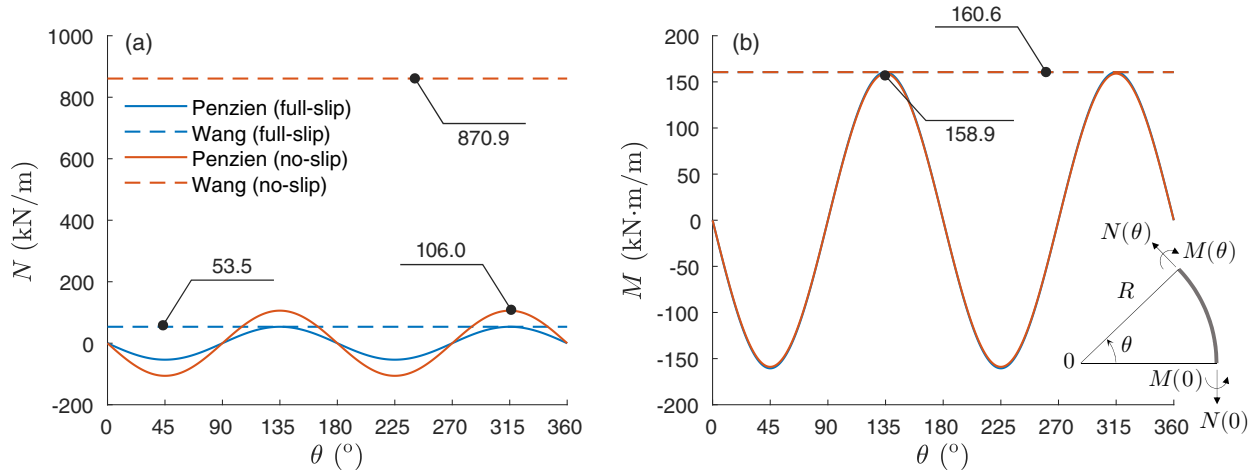 (a)
1000
800
600
400
200
0
-200
N (kN/m)
870.9
Penzien (full-slip)
Wang (full-slip)
Penzien (no-slip)
Wang (no-slip)
53.5
106.0
0 45 90 135 180 225 270 315 360
θ (°)
(b)
200
150
100
50
0
-50
-100
-150
-200
M (kN·m/m)
160.6
158.9
N(θ)
M(θ)
R
0
θ
M(0)
N(0)
0 45 90 135 180 225 270 315 360
θ (°)